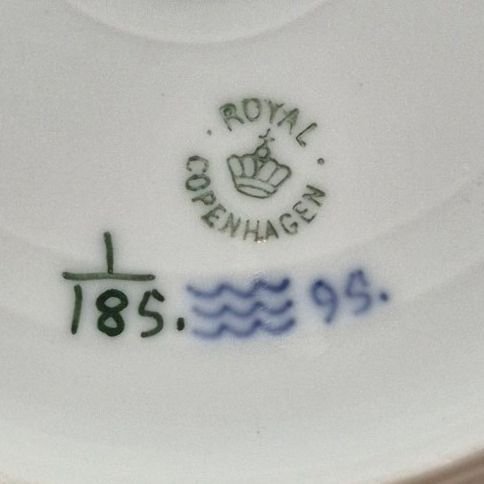 ROYAL
COPENHAGEN
1
185. 95.